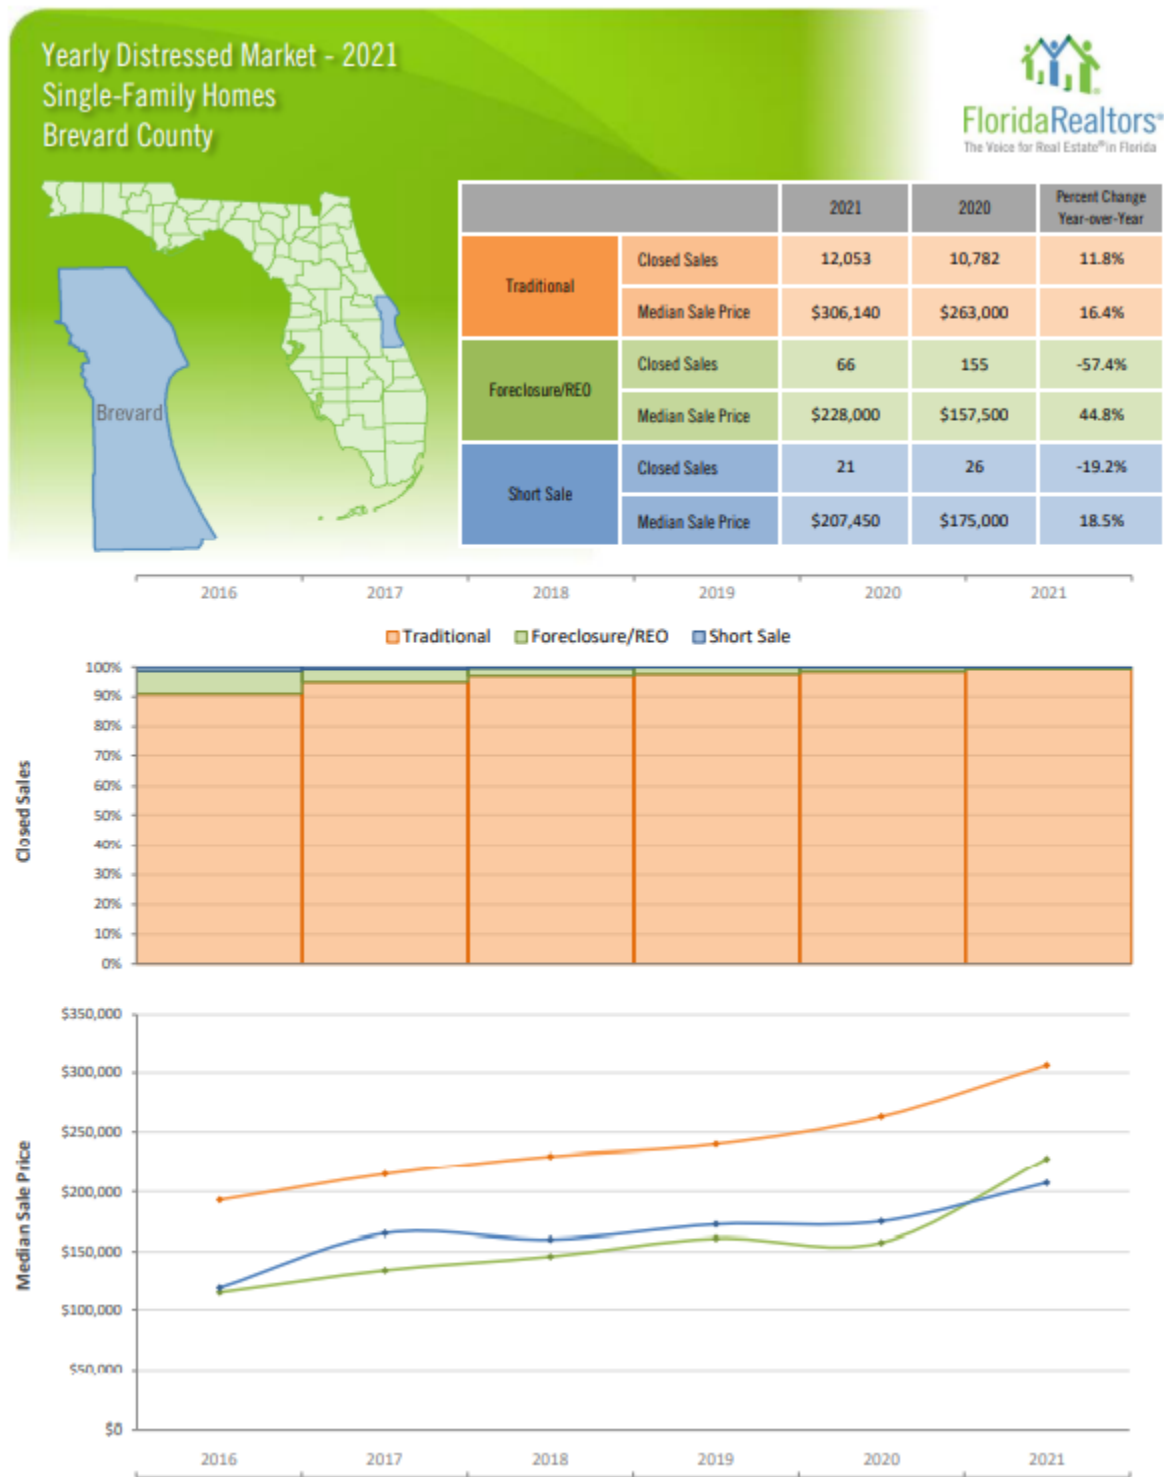 Yearly Distressed Market - 2021
Single-Family Homes
Brevard County
FloridaRealtors®
The Voice for Real Estate® in Florida
Brevard
2021 2020 Percent Change Year-over-Year
Traditional
Closed Sales 12,053 10,782 11.8%
Median Sale Price $306,140 $263,000 16.4%
Foreclosure/REO
Closed Sales 66 155 -57.4%
Median Sale Price $228,000 $157,500 44.8%
Short Sale
Closed Sales 21 26 -19.2%
Median Sale Price $207,450 $175,000 18.5%
2016 2017 2018 2019 2020 2021
Traditional Foreclosure/REO Short Sale
Closed Sales
100%
90%
80%
70%
60%
50%
40%
30%
20%
10%
0%
Median Sale Price
$350,000
$300,000
$250,000
$200,000
$150,000
$100,000
$50,000
$0
2016 2017 2018 2019 2020 2021